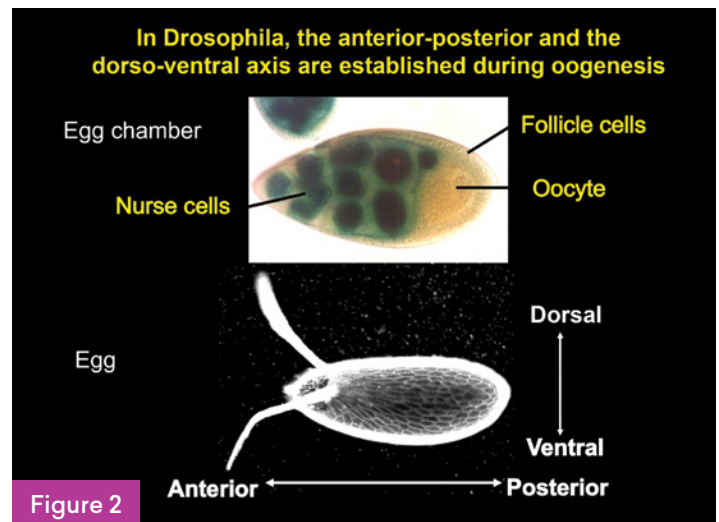 In Drosophila, the anterior-posterior and the
dorso-ventral axis are established during oogenesis
Egg chamber
Follicle cells
Nurse cells
Oocyte
Egg
Dorsal
Ventral
Anterior
Posterior
Figure 2